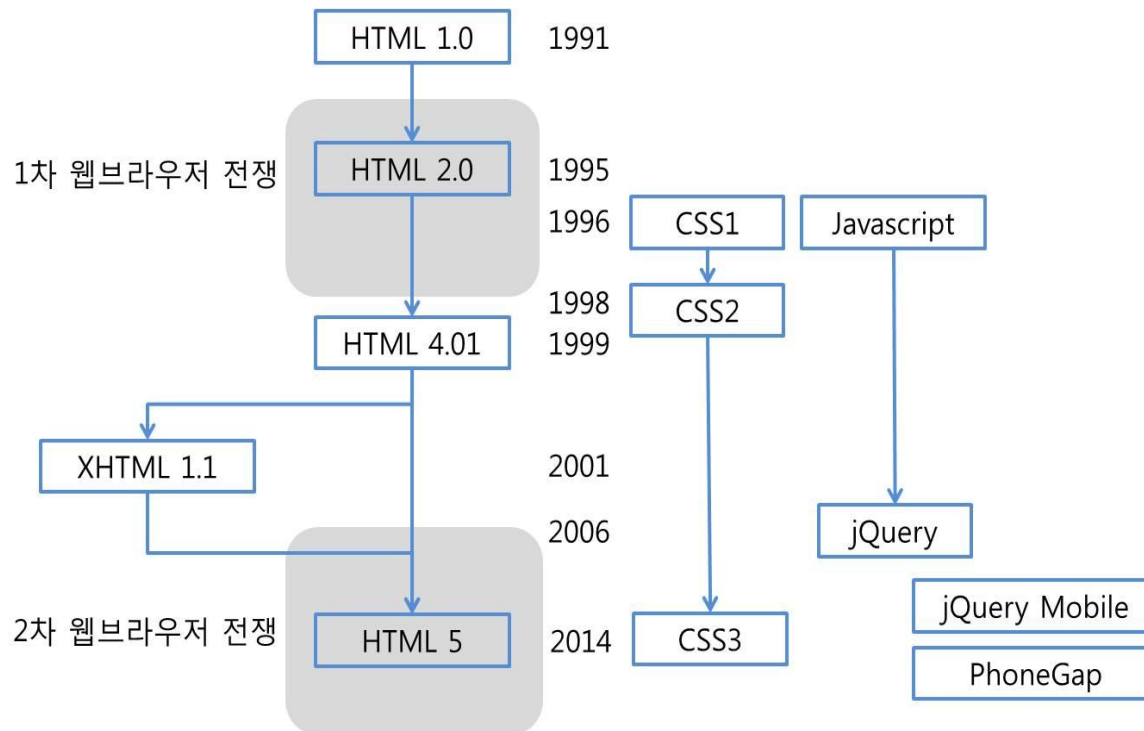 HTML 1.0 1991
1차 웹브라우저 전쟁 HTML 2.0 1995
1996 CSS1 Javascript
1998 CSS2
HTML 4.01 1999
XHTML 1.1 2001
2006 jQuery
jQuery Mobile
2차 웹브라우저 전쟁 HTML 5 2014 CSS3
PhoneGap